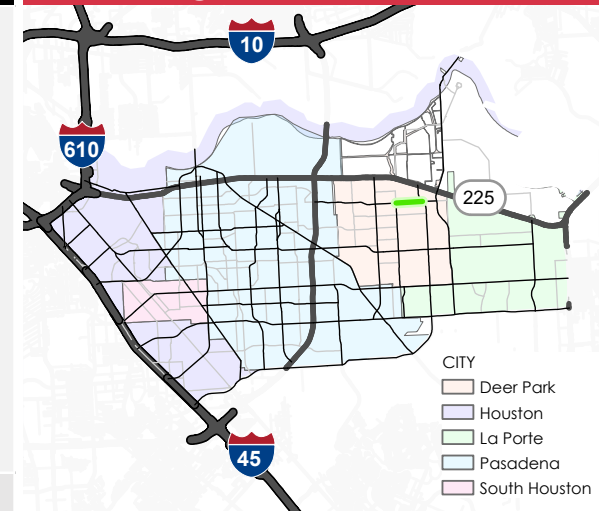 10
610
225
CITY
Deer Park
Houston
La Porte
Pasadena
South Houston
45